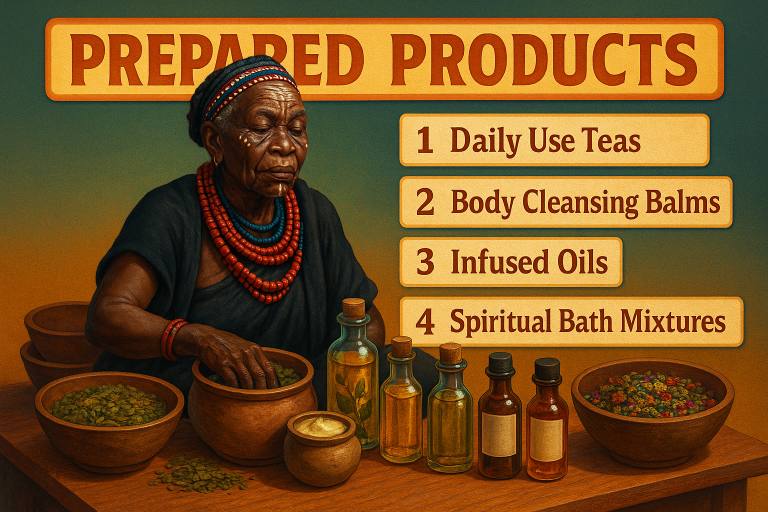 PREPARED PRODUCTS
1 Daily Use Teas
2 Body Cleansing Balms
3 Infused Oils
4 Spiritual Bath Mixtures